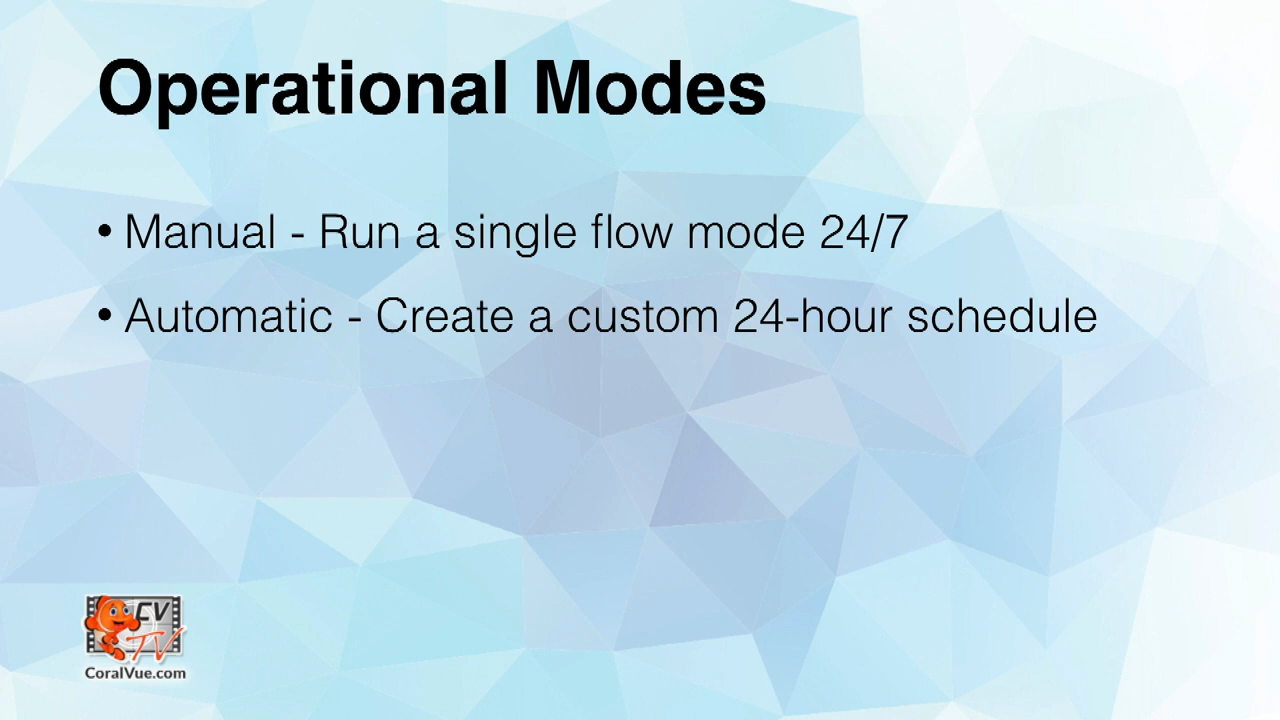 Operational Modes
• Manual - Run a single flow mode 24/7
• Automatic - Create a custom 24-hour schedule
CV
TV
CoralVue.com